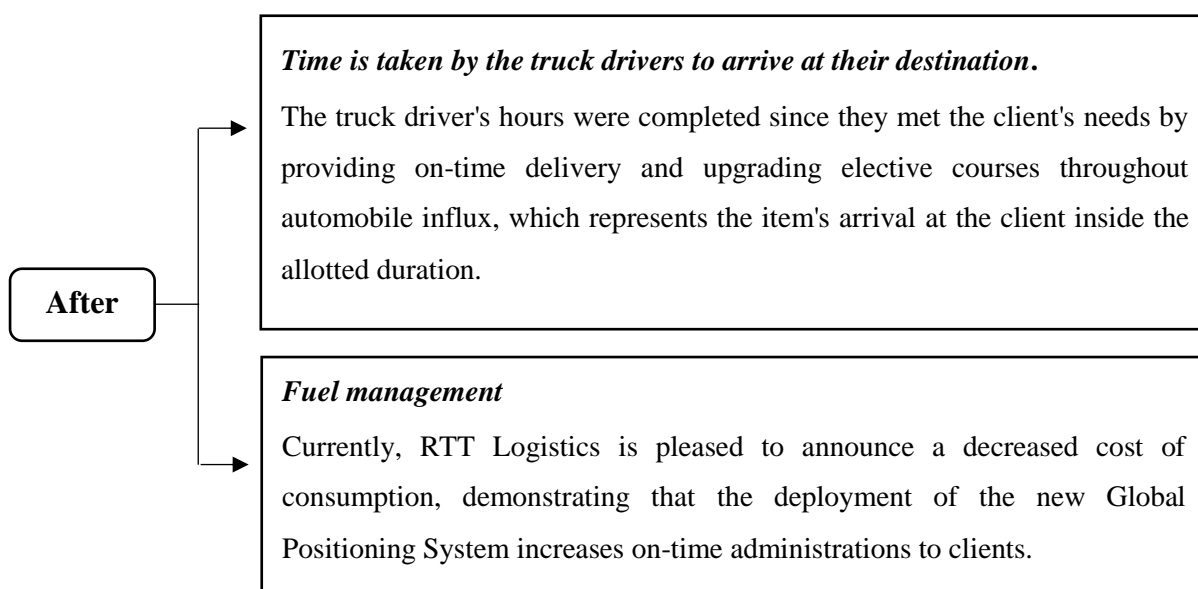 Time is taken by the truck drivers to arrive at their destination.
The truck driver's hours were completed since they met the client's needs by
providing on-time delivery and upgrading elective courses throughout
automobile influx, which represents the item's arrival at the client inside the
allotted duration.
After
Fuel management
Currently, RTT Logistics is pleased to announce a decreased cost of
consumption, demonstrating that the deployment of the new Global
Positioning System increases on-time administrations to clients.